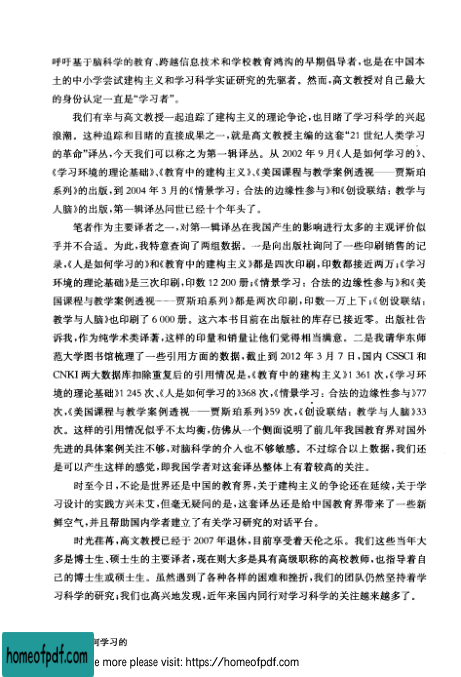 呼吁基于脑科学的教育、跨越信息技术和学校教育鸿沟的早期倡导者,也是在中国本
土的中小学尝试建构主义和学习科学实证研究的先驱者。然而,高文教授对自己最大
的身份认定一直是“学习者”。
我们有幸与高文教授一起追踪了建构主义的理论争论,也目睹了学习科学的兴起
浪潮。这种追踪和目睹的直接成果之一,就是高文教授主编的这套“21世纪人类学习
的革命”译丛,今天我们可以称之为第一辑译丛。从2002年9月《人是如何学习的》、
《学习环境的理论基础》、《教育中的建构主义》、《美国课程与教学案例透视——贾斯珀
系列》的出版,到2004年3月的《情景学习:合法的边缘性参与》和《创设联结:教学与
人脑》的出版,第一辑译丛问世已经十个年头了。
笔者作为主要译者之一,对第一辑译丛在我国产生的影响进行太多的主观评价似
乎并不合适。为此,我特意查询了两组数据。一是向出版社询问了一些印刷销售的记
录,《人是如何学习的》和《教育中的建构主义》都是四次印刷,印数都接近两万;《学习
环境的理论基础》是三次印刷,印数12 200册;《情景学习:合法的边缘性参与》和《美
国课程与教学案例透视——贾斯珀系列》都是两次印刷,印数一万上下;《创设联结:
教学与人脑》也印刷了6 000册。这六本书目前在出版社的库存已接近零。出版社告
诉我,作为纯学术类译著,这样的印量和销量让他们觉得相当满意。二是我请华东师
范大学图书馆梳理了一些引用方面的数据,截止到2012年3月7日,国内CSSCI和
CNKI两大数据库扣除重复后的引用情况是,《教育中的建构主义》1 361次,《学习环
境的理论基础》1 245次、《人是如何学习的》368次,《情景学习:合法的边缘性参与》77
次,《美国课程与教学案例透视——贾斯珀系列》59次,《创设联结:教学与人脑》33
次。这样的引用情况似乎不太均衡,仿佛从一个侧面说明了前几年我国教育界对国外
先进的具体案例关注不够,对脑科学的介入也不够敏感。不过综合以上数据,我们还
是可以产生这样的感觉,即我国学者对这套译丛整体上有着较高的关注。
时至今日,不论是世界还是中国的教育界,关于建构主义的争论还在延续,关于学
习设计的实践方兴未艾,但毫无疑问的是,这套译丛还是给中国教育界带来了一些新
鲜空气,并且帮助国内学者建立了有关学习研究的对话平台。
时光荏苒,高文教授已经于2007年退休,目前享受着天伦之乐。我们这些当年大
多是博士生、硕士生的主要译者,现在则大多是具有高级职称的高校教师,也指导着自
己的博士生或硕士生。虽然遇到了各种各样的困难和挫折,我们的团队仍然坚持着学
习科学的研究;我们也高兴地发现,近年来国内同行对学习科学的关注越来越多了。
何学习的
homeofpdf.com
e more please visit: https://homeofpdf.com